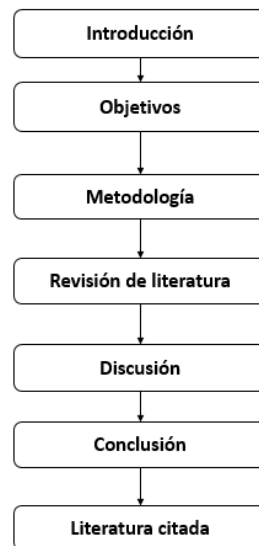 Introducción
Objetivos
Metodología
Revisión de literatura
Discusión
Conclusión
Literatura citada